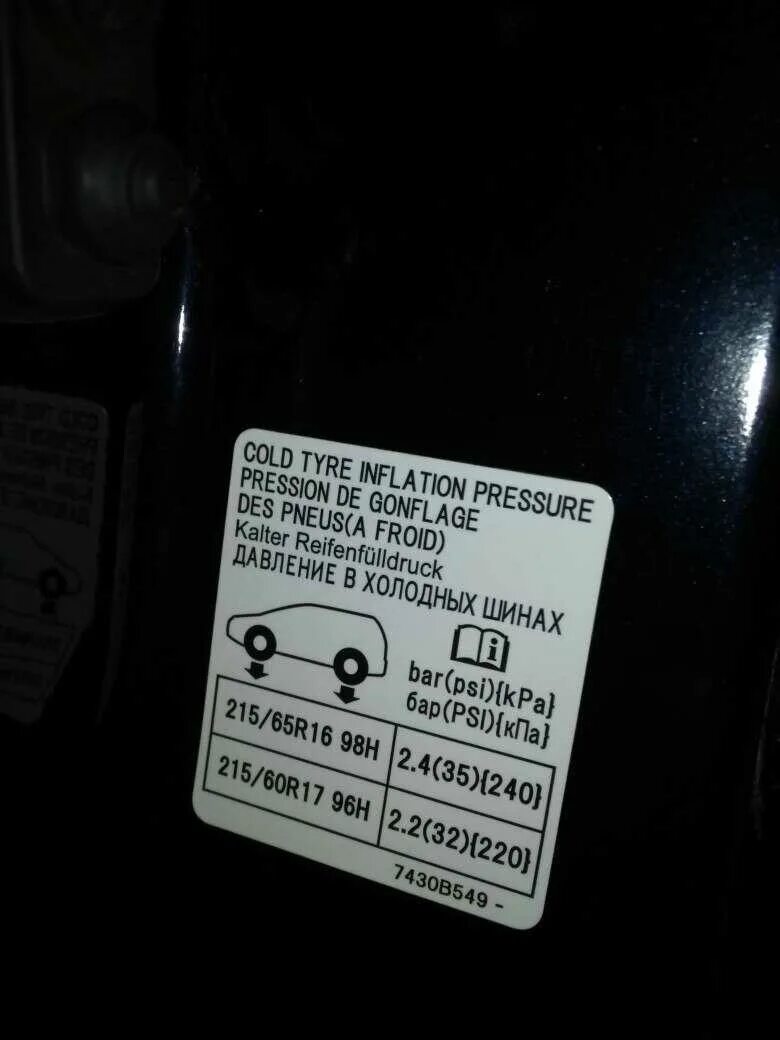 COLD TYRE INFLATION PRESSURE
PRESSION DE GONFLAGE
DES PNEUS(A FROID)
Kalter Reifenfülldruck
ДАВЛЕНИЕ В ХОЛОДНЫХ ШИНАХ
bar(psi){kPa}
бар(PSI){кПа}
215/65R16 98H 2.4(35){240}
215/60R17 96H 2.2(32){220}
7430B549 -